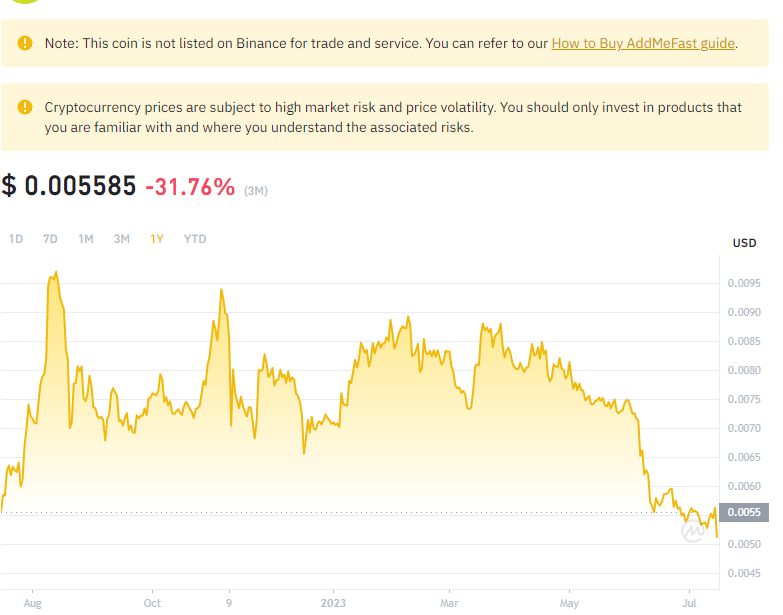 Note: This coin is not listed on Binance for trade and service. You can refer to our How to Buy AddMeFast guide.
Cryptocurrency prices are subject to high market risk and price volatility. You should only invest in products that
you are familiar with and where you understand the associated risks.
$ 0.005585 -31.76% (3M)
1D 7D 1M 3M 1Y YTD
USD
0.0095
0.0090
0.0085
0.0080
0.0075
0.0070
0.0065
0.0060
0.0055
0.0050
0.0045
Aug Oct 9 2023 Mar May Jul